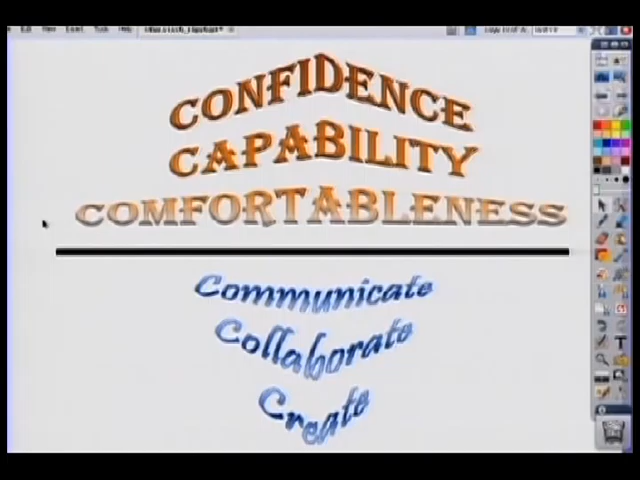 CONFIDENCE
CAPABILITY
COMFORTABLENESS
Communicate
Collaborate
Create